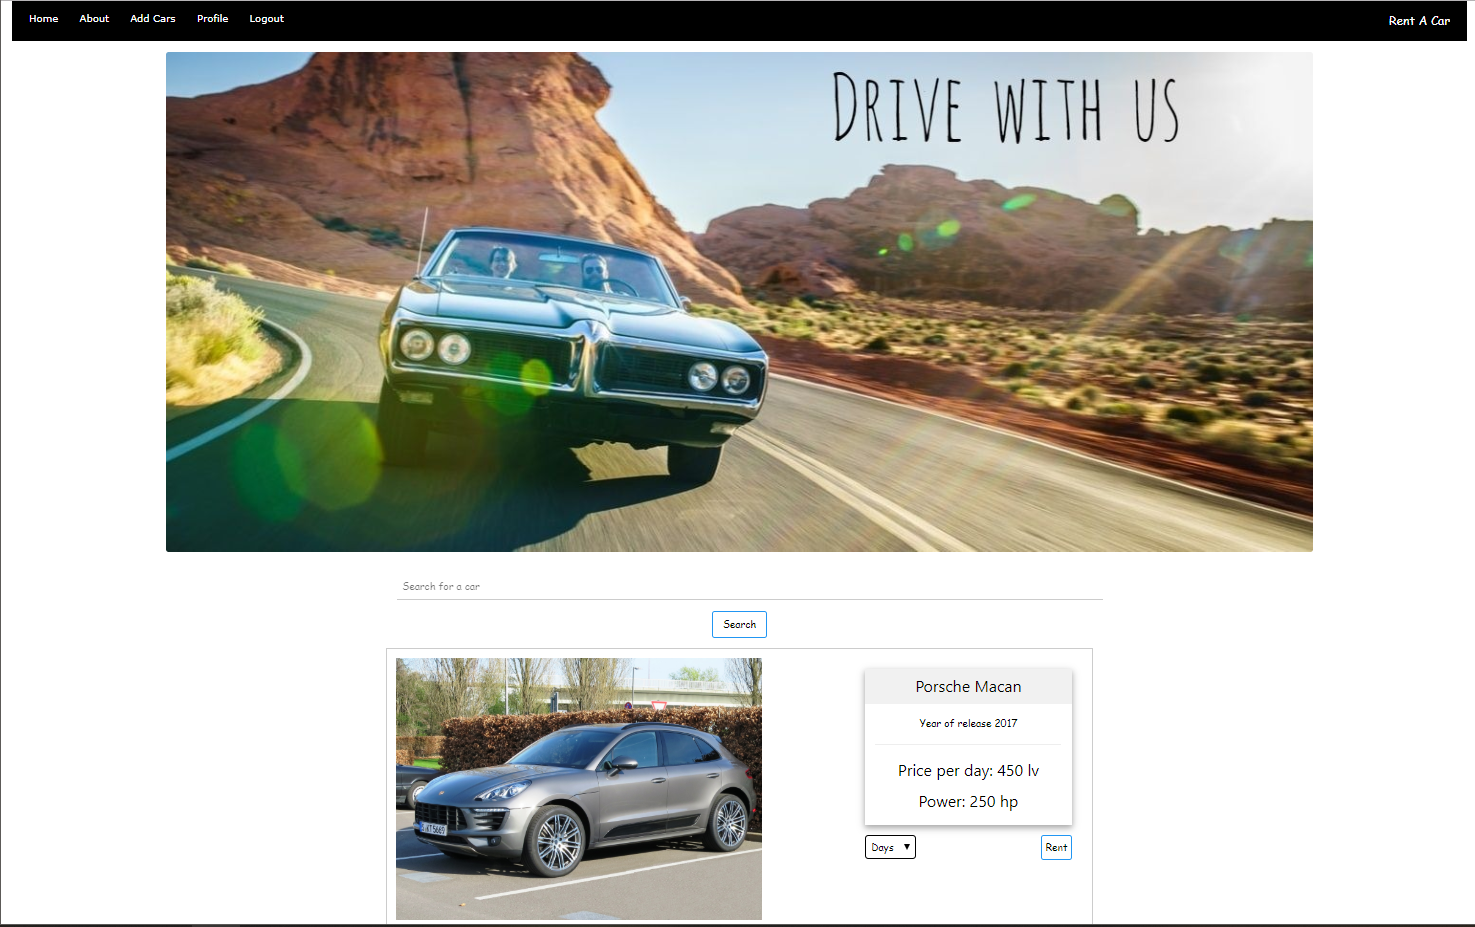 Home About Add Cars Profile Logout Rent A Car
DRIVE WITH US
Search for a car
Search
Porsche Macan
Year of release 2017
Price per day: 450 lv
Power: 250 hp
Days Rent